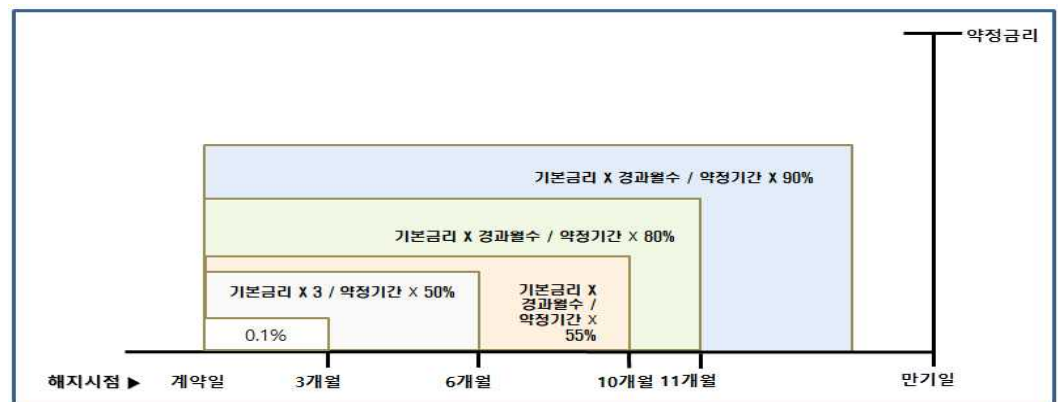 약정금리
기본금리 X 경과월수 / 약정기간 X 90%
기본금리 X 경과월수 / 약정기간 X 80%
기본금리 X 3 / 약정기간 X 50%
기본금리 X
경과월수 /
약정기간 X
55%
0.1%
해지시점 ▶ 계약일 3개월 6개월 10개월 11개월 만기일